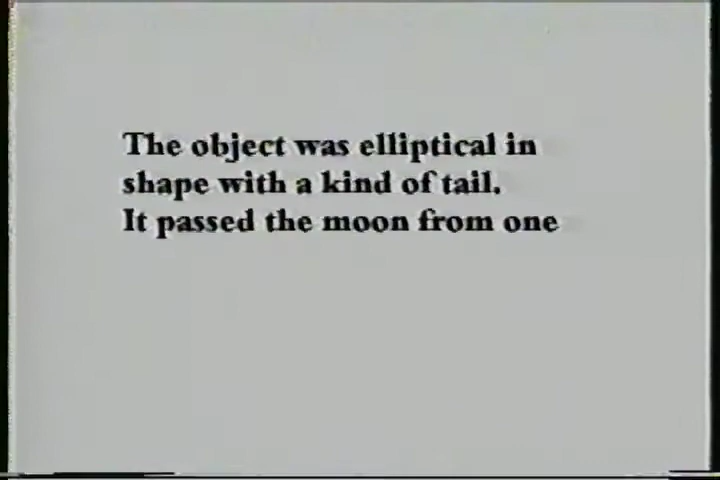 The object was elliptical in
shape with a kind of tail.
It passed the moon from one